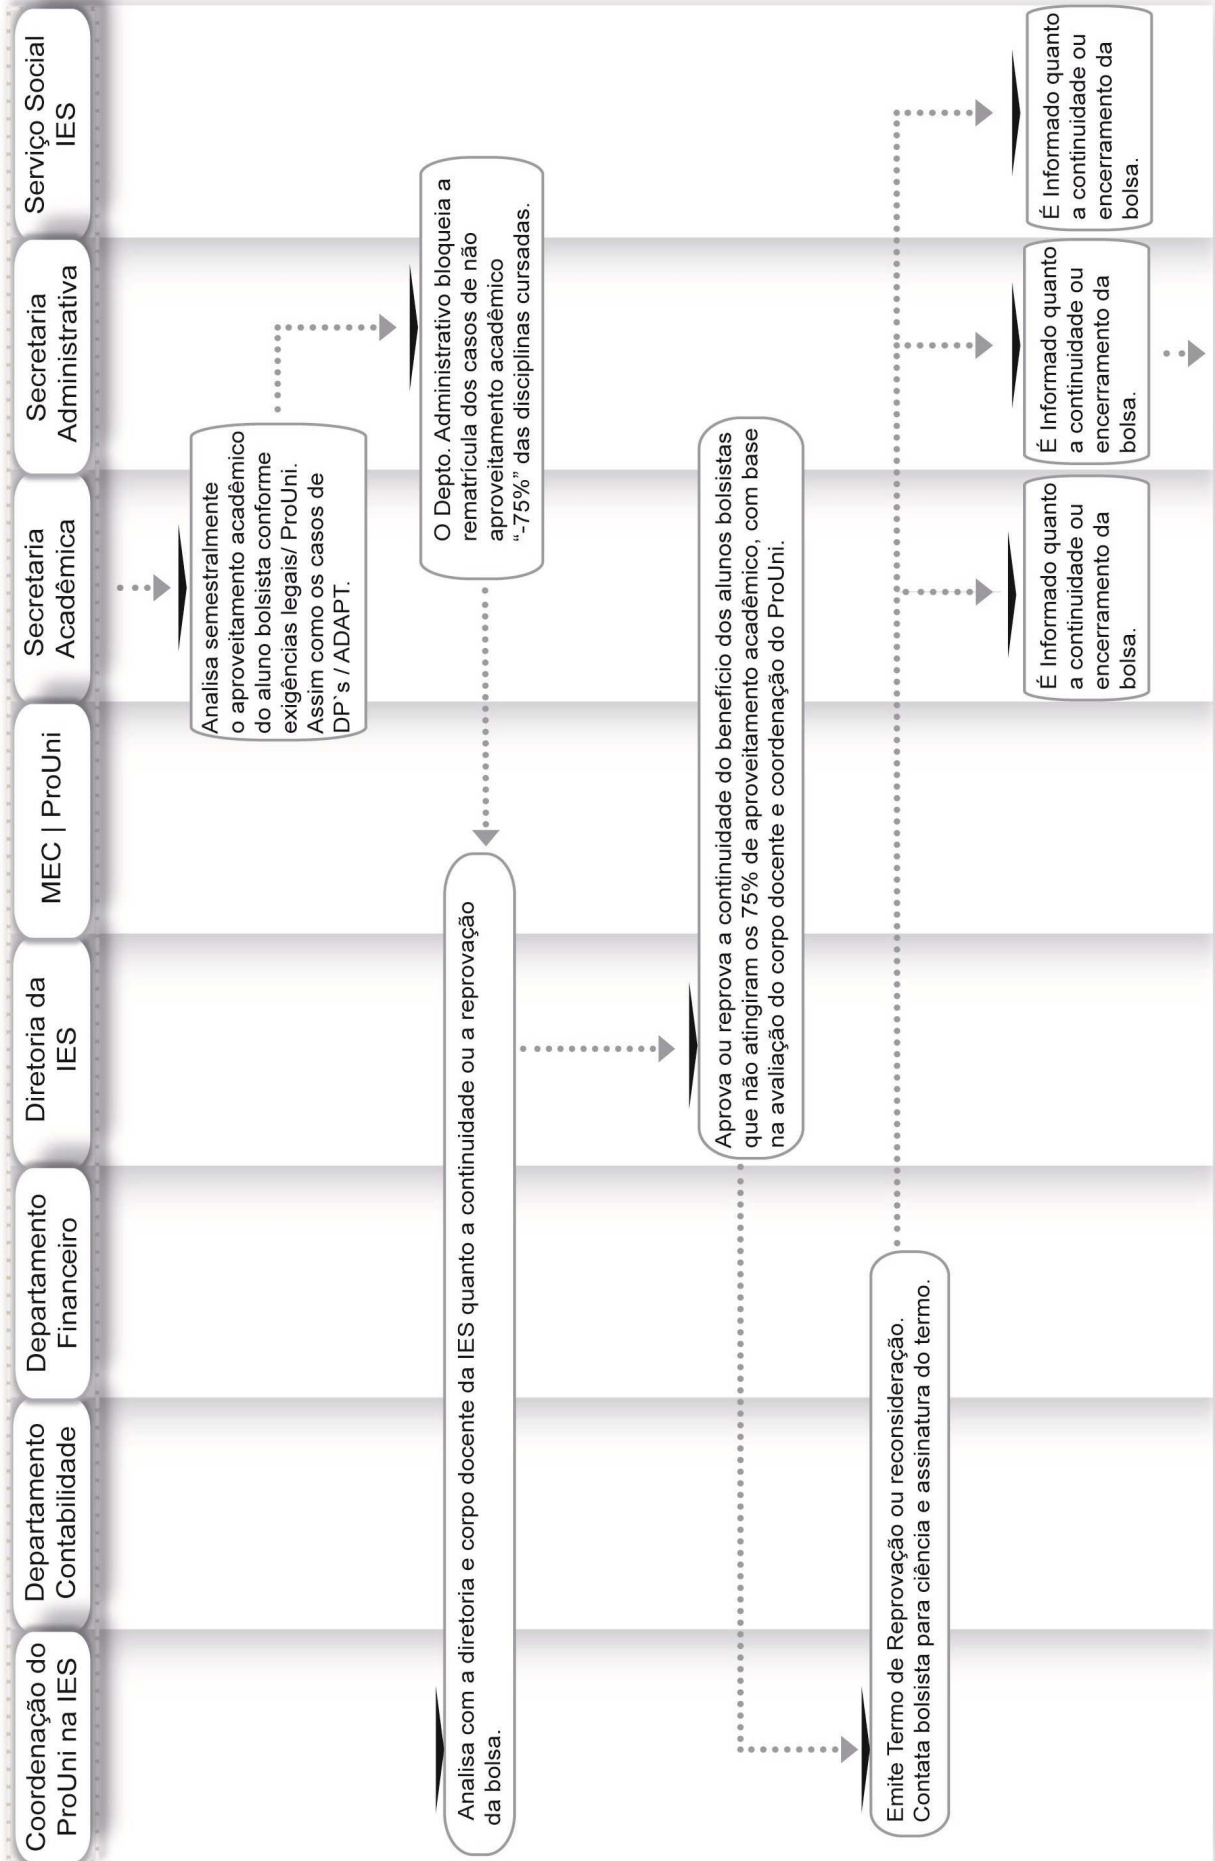 Coordenação do
ProUni na IES
Departamento
Contabilidade
Departamento
Financeiro
Diretoria da
IES
MEC | ProUni
Secretaria
Acadêmica
Secretaria
Administrativa
Serviço Social
IES
Analisa semestralmente
o aproveitamento acadêmico
do aluno bolsista conforme
exigências legais/ ProUni.
Assim como os casos de
DP`s / ADAPT.
O Depto. Administrativo bloqueia a
rematrícula dos casos de não
aproveitamento acadêmico
“-75%” das disciplinas cursadas.
Analisa com a diretoria e corpo docente da IES quanto a continuidade ou a reprovação
da bolsa.
Aprova ou reprova a continuidade do benefício dos alunos bolsistas
que não atingiram os 75% de aproveitamento acadêmico, com base
na avaliação do corpo docente e coordenação do ProUni.
Emite Termo de Reprovação ou reconsideração.
Contata bolsista para ciência e assinatura do termo.
É Informado quanto
a continuidade ou
encerramento da
bolsa.
É Informado quanto
a continuidade ou
encerramento da
bolsa.
É Informado quanto
a continuidade ou
encerramento da
bolsa.